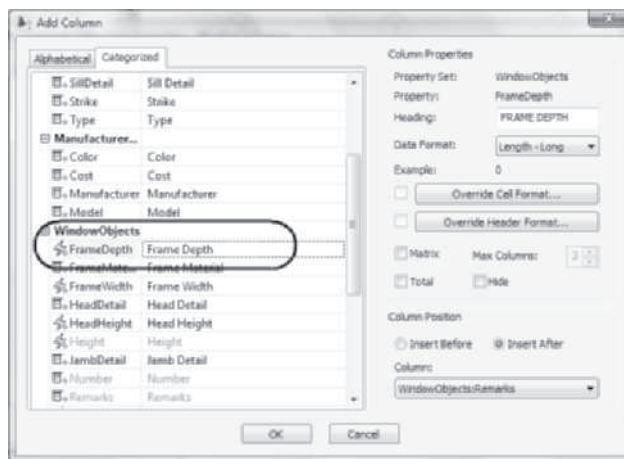 Add Column
Alphabetical Categorized
SillDetail Sill Detail
Strike Strike
Type Type
Manufacturer...
Color Color
Cost Cost
Manufacturer Manufacturer
Model Model
WindowObjects
FrameDepth Frame Depth
FrameMate... Frame Material
FrameWidth Frame Width
HeadDetail Head Detail
HeadHeight Head Height
Height Height
JambDetail Jamb Detail
Number Number
Remarks Remarks
Column Properties
Property Set: WindowObjects
Property: FrameDepth
Heading: FRAME DEPTH
Data Format: Length - Long
Example: 0
Override Cell Format...
Override Header Format...
Matrix Max Columns: 2
Total Hide
Column Position
Insert Before Insert After
Column:
WindowObjects:Remarks
OK Cancel